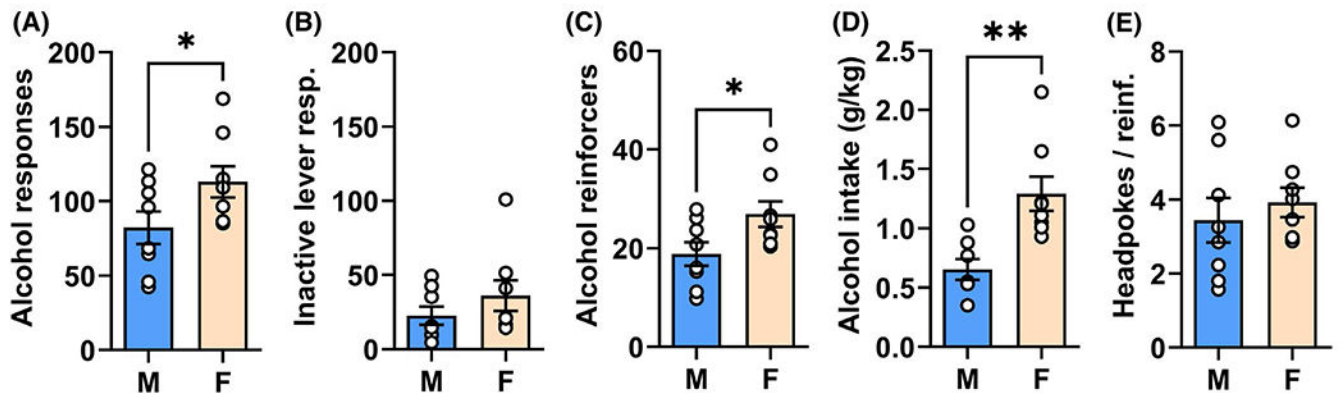 (A)
Alcohol responses
200
150
100
50
0
*
M F
(B)
Inactive lever resp.
200
150
100
50
0
M F
(C)
Alcohol reinforcers
60
40
20
0
*
M F
(D)
Alcohol intake (g/kg)
2.5
2.0
1.5
1.0
0.5
0.0
**
M F
(E)
Headpokes / reinf.
8
6
4
2
0
M F